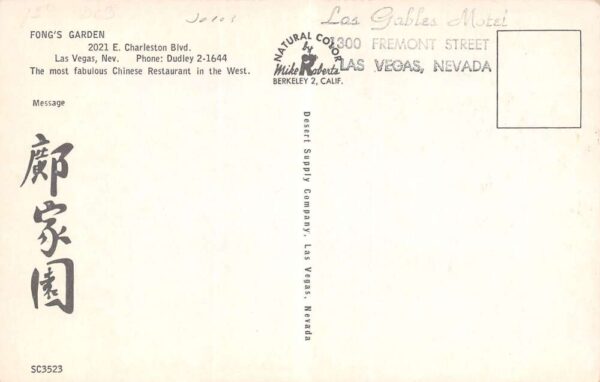 FONG'S GARDEN
2021 E. Charleston Blvd.
Las Vegas, Nev. Phone: Dudley 2-1644
The most fabulous Chinese Restaurant in the West.
Message
鄺家園
SC3523
NATURAL COLOR
by
Mike Roberts
BERKELEY 2, CALIF.
Las Gables Motel
1300 FREMONT STREET
LAS VEGAS, NEVADA
Desert Supply Company, Las Vegas, Nevada